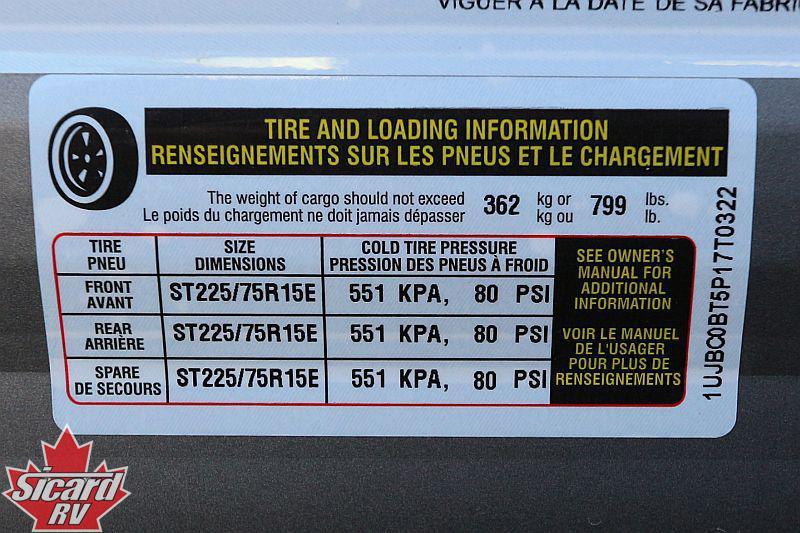 VIGUER À LA DATE DE SA FABRI
TIRE AND LOADING INFORMATION
RENSEIGNEMENTS SUR LES PNEUS ET LE CHARGEMENT
The weight of cargo should not exceed 362 kg or 799 lbs.
Le poids du chargement ne doit jamais dépasser kg ou lb.
TIRE SIZE COLD TIRE PRESSURE
PNEU DIMENSIONS PRESSION DES PNEUS À FROID
FRONT
AVANT
ST225/75R15E 551 KPA, 80 PSI
REAR
ARRIÈRE
ST225/75R15E 551 KPA, 80 PSI
SPARE
DE SECOURS
ST225/75R15E 551 KPA, 80 PSI
SEE OWNER'S
MANUAL FOR
ADDITIONAL
INFORMATION
VOIR LE MANUEL
DE L'USAGER
POUR PLUS DE
RENSEIGNEMENTS
1UJBC0BT5P17T0322
Sicard
RV